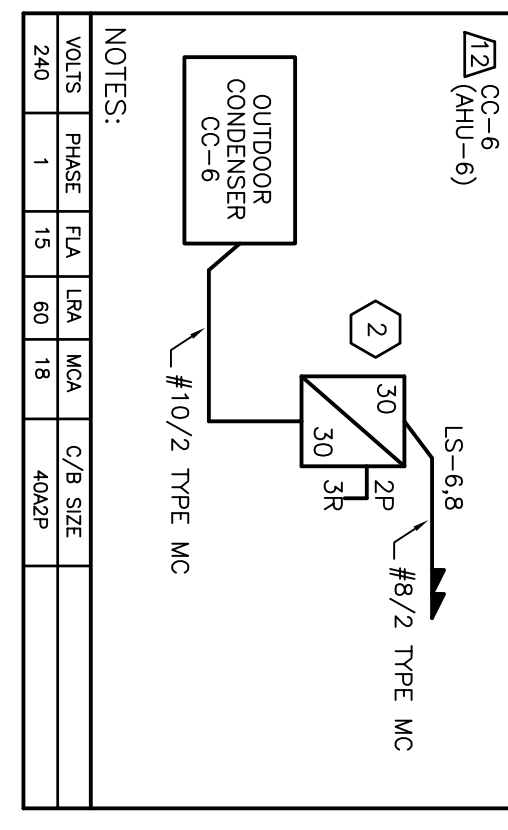 12
CC-6
(AHU-6)
LS-6,8
#8/2 TYPE MC
2
30
30
2P
3R
OUTDOOR
CONDENSER
CC-6
#10/2 TYPE MC
NOTES:
VOLTS PHASE FLA LRA MCA C/B SIZE
240 1 15 60 18 40A2P